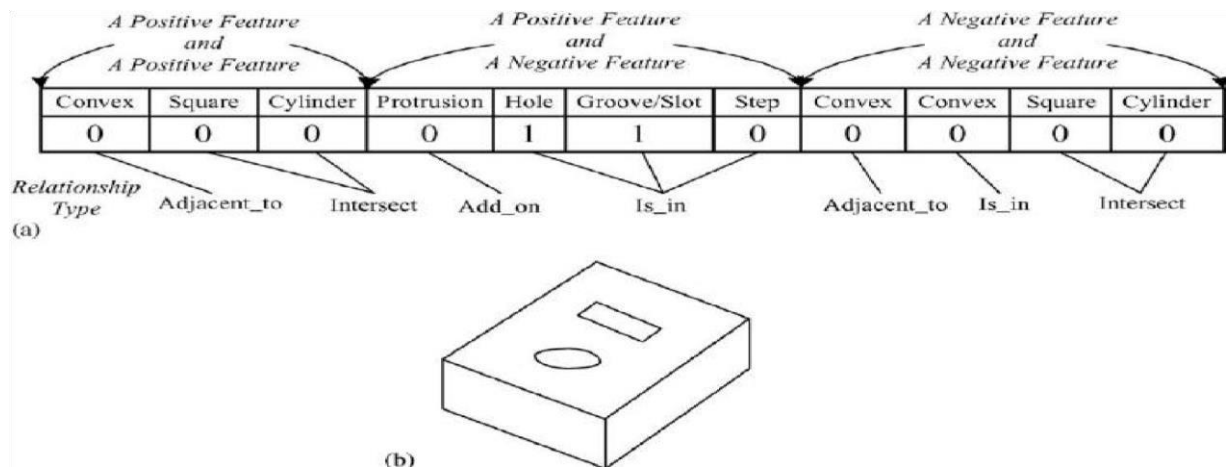 A Positive Feature A Positive Feature A Negative Feature
and and and
A Positive Feature A Negative Feature A Negative Feature
Convex Square Cylinder Protrusion Hole Groove/Slot Step Convex Convex Square Cylinder
0 0 0 0 1 1 0 0 0 0 0
Relationship
Type Adjacent_to Intersect Add_on Is_in Adjacent_to Is_in Intersect
(a)
(b)